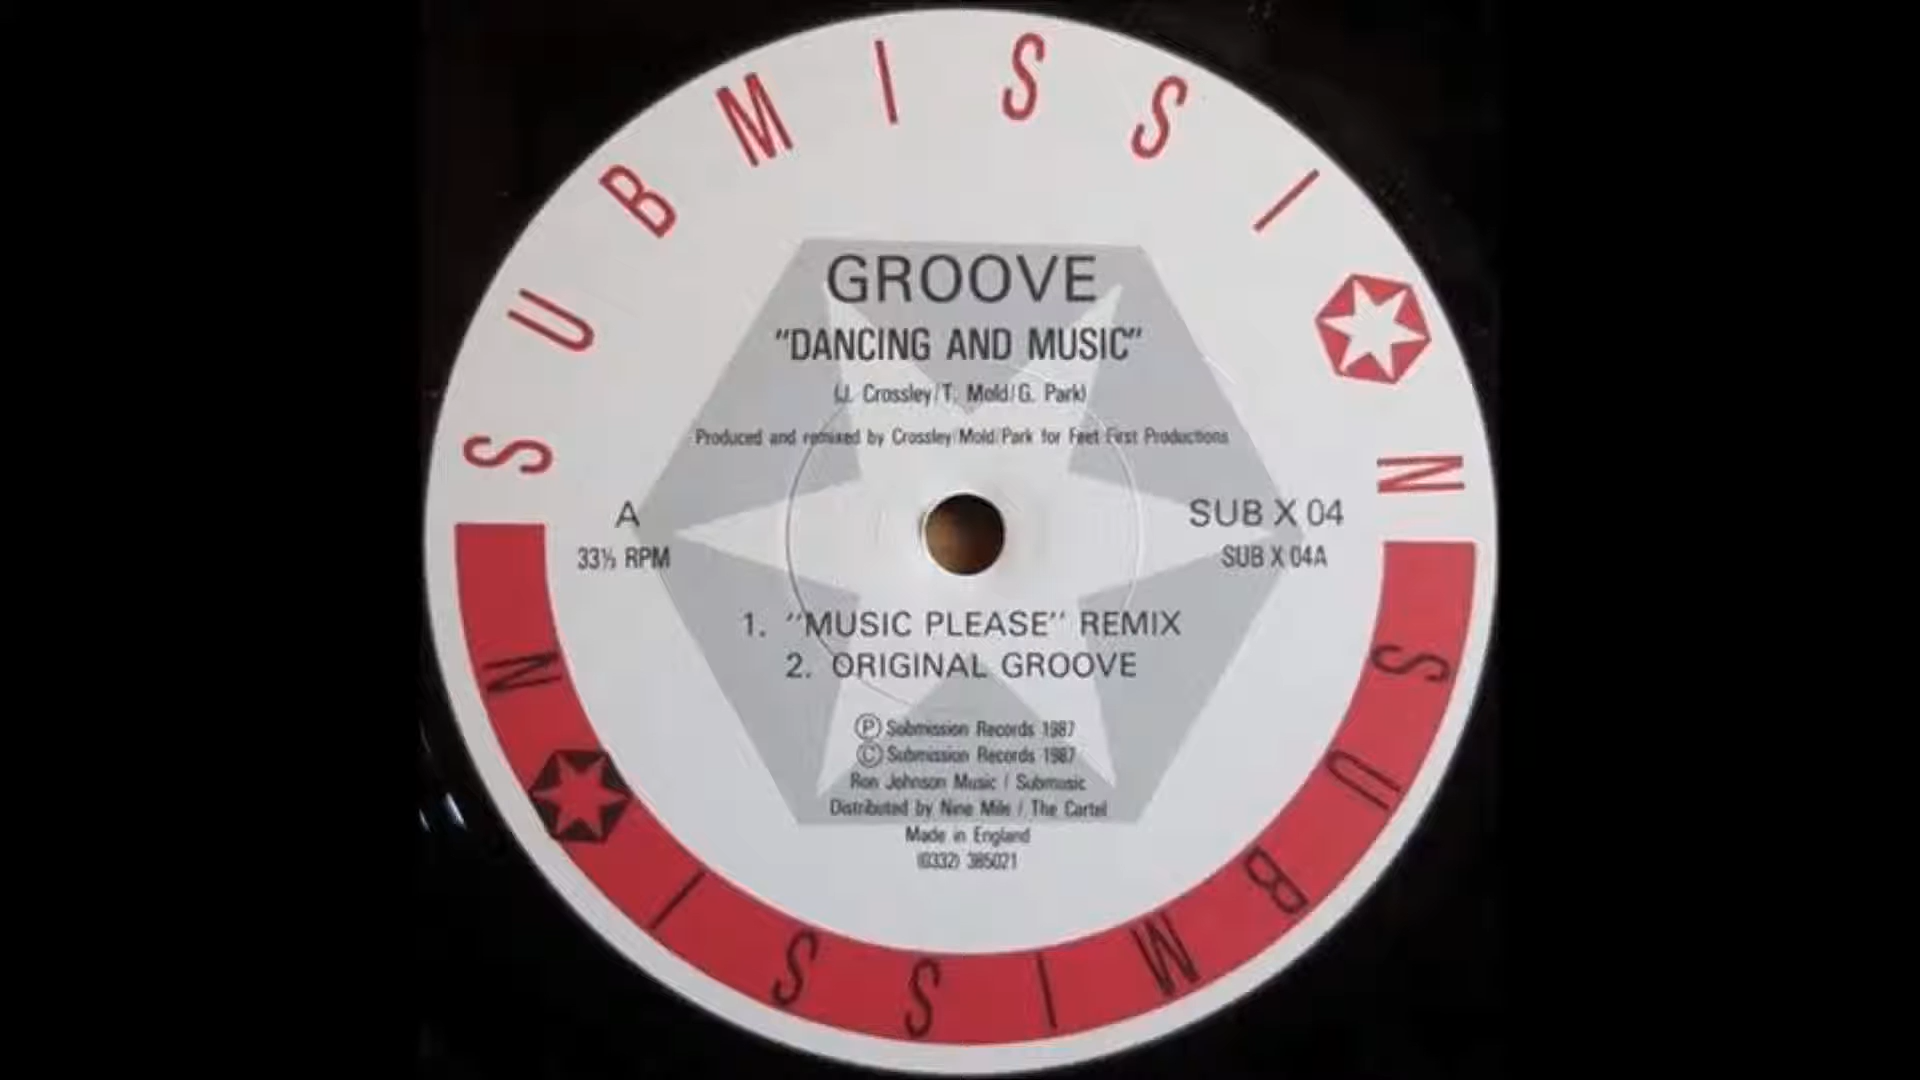 SUBMISSION
GROOVE
"DANCING AND MUSIC"
(J. Crossley/T. Mold/G. Park)
Produced and remixed by Crossley/Mold/Park for Feet First Productions
A
33⅓ RPM
SUB X 04
SUB X 04A
1. "MUSIC PLEASE" REMIX
2. ORIGINAL GROOVE
Ⓟ Submission Records 1987
Ⓒ Submission Records 1987
Ron Johnson Music / Submusic
Distributed by Nine Mile / The Cartel
Made in England
(0332) 385021
SUBMISSION